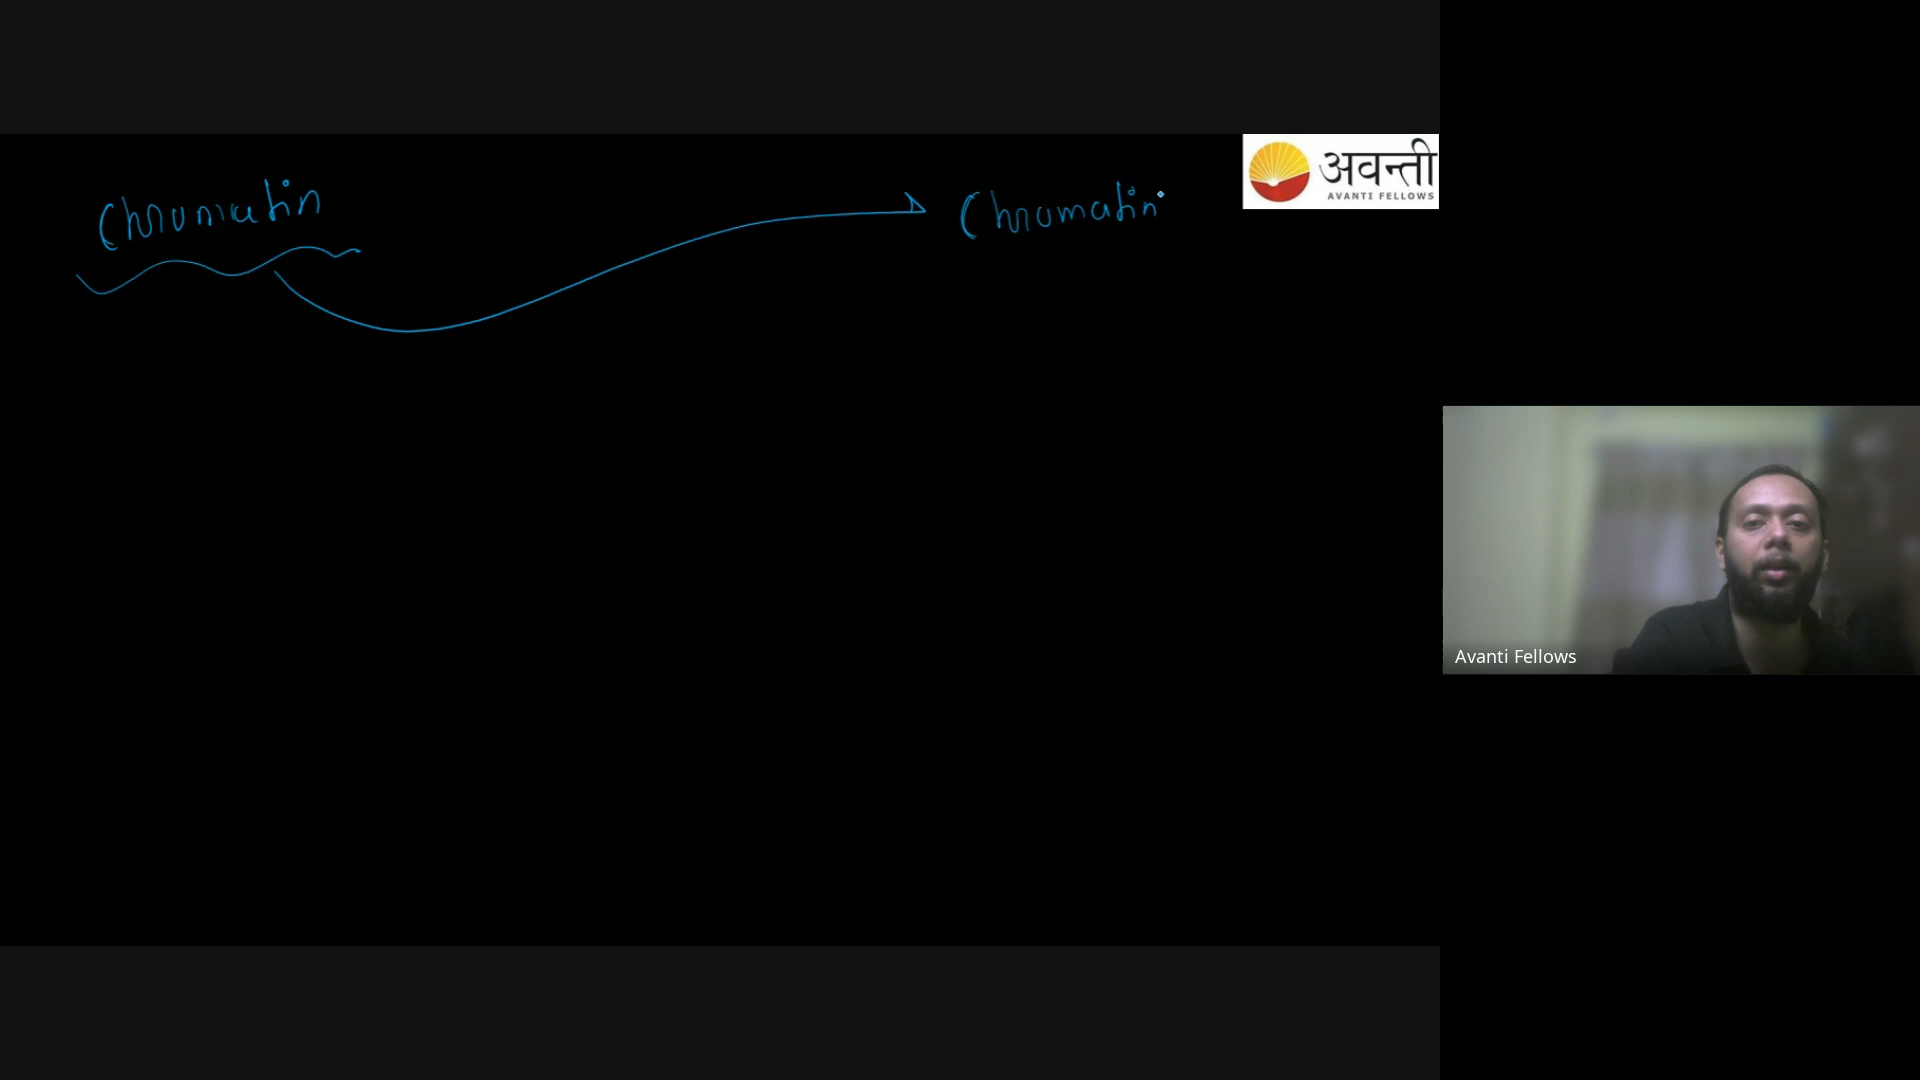 Chromatin
Chromatin
अवन्ती
AVANTI FELLOWS
Avanti Fellows